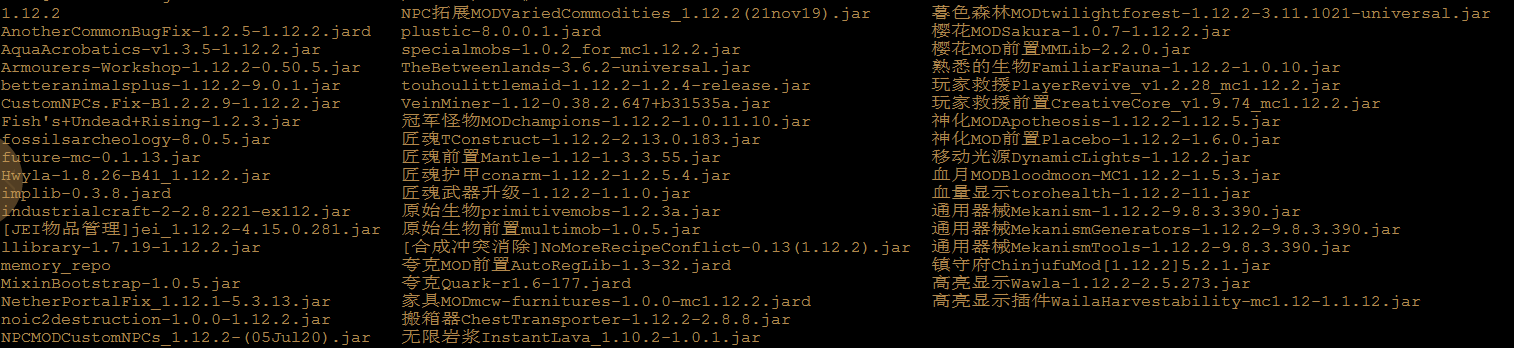 1.12.2
AnotherCommonBugFix-1.2.5-1.12.2.jard
AquaAcrobatics-v1.3.5-1.12.2.jar
Armourers-Workshop-1.12.2-0.50.5.jar
betteranimalsplus-1.12.2-9.0.1.jar
CustomNPCs.Fix-B1.2.2.9-1.12.2.jar
Fish's+Undead+Rising-1.2.3.jar
fossilsarcheology-8.0.5.jar
future-mc-0.1.13.jar
Hwyla-1.8.26-B41_1.12.2.jar
implib-0.3.8.jard
industrialcraft-2-2.8.221-ex112.jar
[JEI物品管理]jei_1.12.2-4.15.0.281.jar
llibrary-1.7.19-1.12.2.jar
memory_repo
MixinBootstrap-1.0.5.jar
NetherPortalFix_1.12.1-5.3.13.jar
noic2destruction-1.0.0-1.12.2.jar
NPCMODCustomNPCs_1.12.2-(05Jul20).jar
NPC拓展MODVariedCommodities_1.12.2(21nov19).jar
plustic-8.0.0.1.jard
specialmobs-1.0.2_for_mc1.12.2.jar
TheBetweenlands-3.6.2-universal.jar
touhoulittlemaid-1.12.2-1.2.4-release.jar
VeinMiner-1.12-0.38.2.647+b31535a.jar
冠军怪物MODchampions-1.12.2-1.0.11.10.jar
匠魂TConstruct-1.12.2-2.13.0.183.jar
匠魂前置Mantle-1.12-1.3.3.55.jar
匠魂护甲conarm-1.12.2-1.2.5.4.jar
匠魂武器升级-1.12.2-1.1.0.jar
原始生物primitivemobs-1.2.3a.jar
原始生物前置multimob-1.0.5.jar
[合成冲突消除]NoMoreRecipeConflict-0.13(1.12.2).jar
夸克MOD前置AutoRegLib-1.3-32.jard
夸克Quark-r1.6-177.jard
家具MODmcw-furnitures-1.0.0-mc1.12.2.jard
搬箱器ChestTransporter-1.12.2-2.8.8.jar
无限岩浆InstantLava_1.10.2-1.0.1.jar
暮色森林MODtwilightforest-1.12.2-3.11.1021-universal.jar
樱花MODSakura-1.0.7-1.12.2.jar
樱花MOD前置MMLib-2.2.0.jar
熟悉的生物FamiliarFauna-1.12.2-1.0.10.jar
玩家救援PlayerRevive_v1.2.28_mc1.12.2.jar
玩家救援前置CreativeCore_v1.9.74_mc1.12.2.jar
神化MODApotheosis-1.12.2-1.12.5.jar
神化MOD前置Placebo-1.12.2-1.6.0.jar
移动光源DynamicLights-1.12.2.jar
血月MODBloodmoon-MC1.12.2-1.5.3.jar
血量显示torohealth-1.12.2-11.jar
通用器械Mekanism-1.12.2-9.8.3.390.jar
通用器械MekanismGenerators-1.12.2-9.8.3.390.jar
通用器械MekanismTools-1.12.2-9.8.3.390.jar
镇守府ChinjufuMod[1.12.2]5.2.1.jar
高亮显示Wawla-1.12.2-2.5.273.jar
高亮显示插件WailaHarvestability-mc1.12-1.1.12.jar